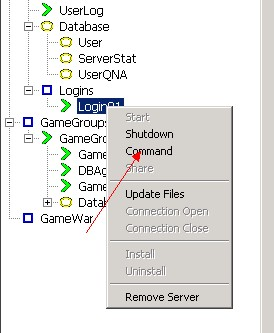 UserLog
Database
User
ServerStat
UserQNA
Logins
Login01
GameGroups
GameGro
Game
DBAg
Game
Datab
GameWar
Start
Shutdown
Command
Share
Update Files
Connection Open
Connection Close
Install
Uninstall
Remove Server